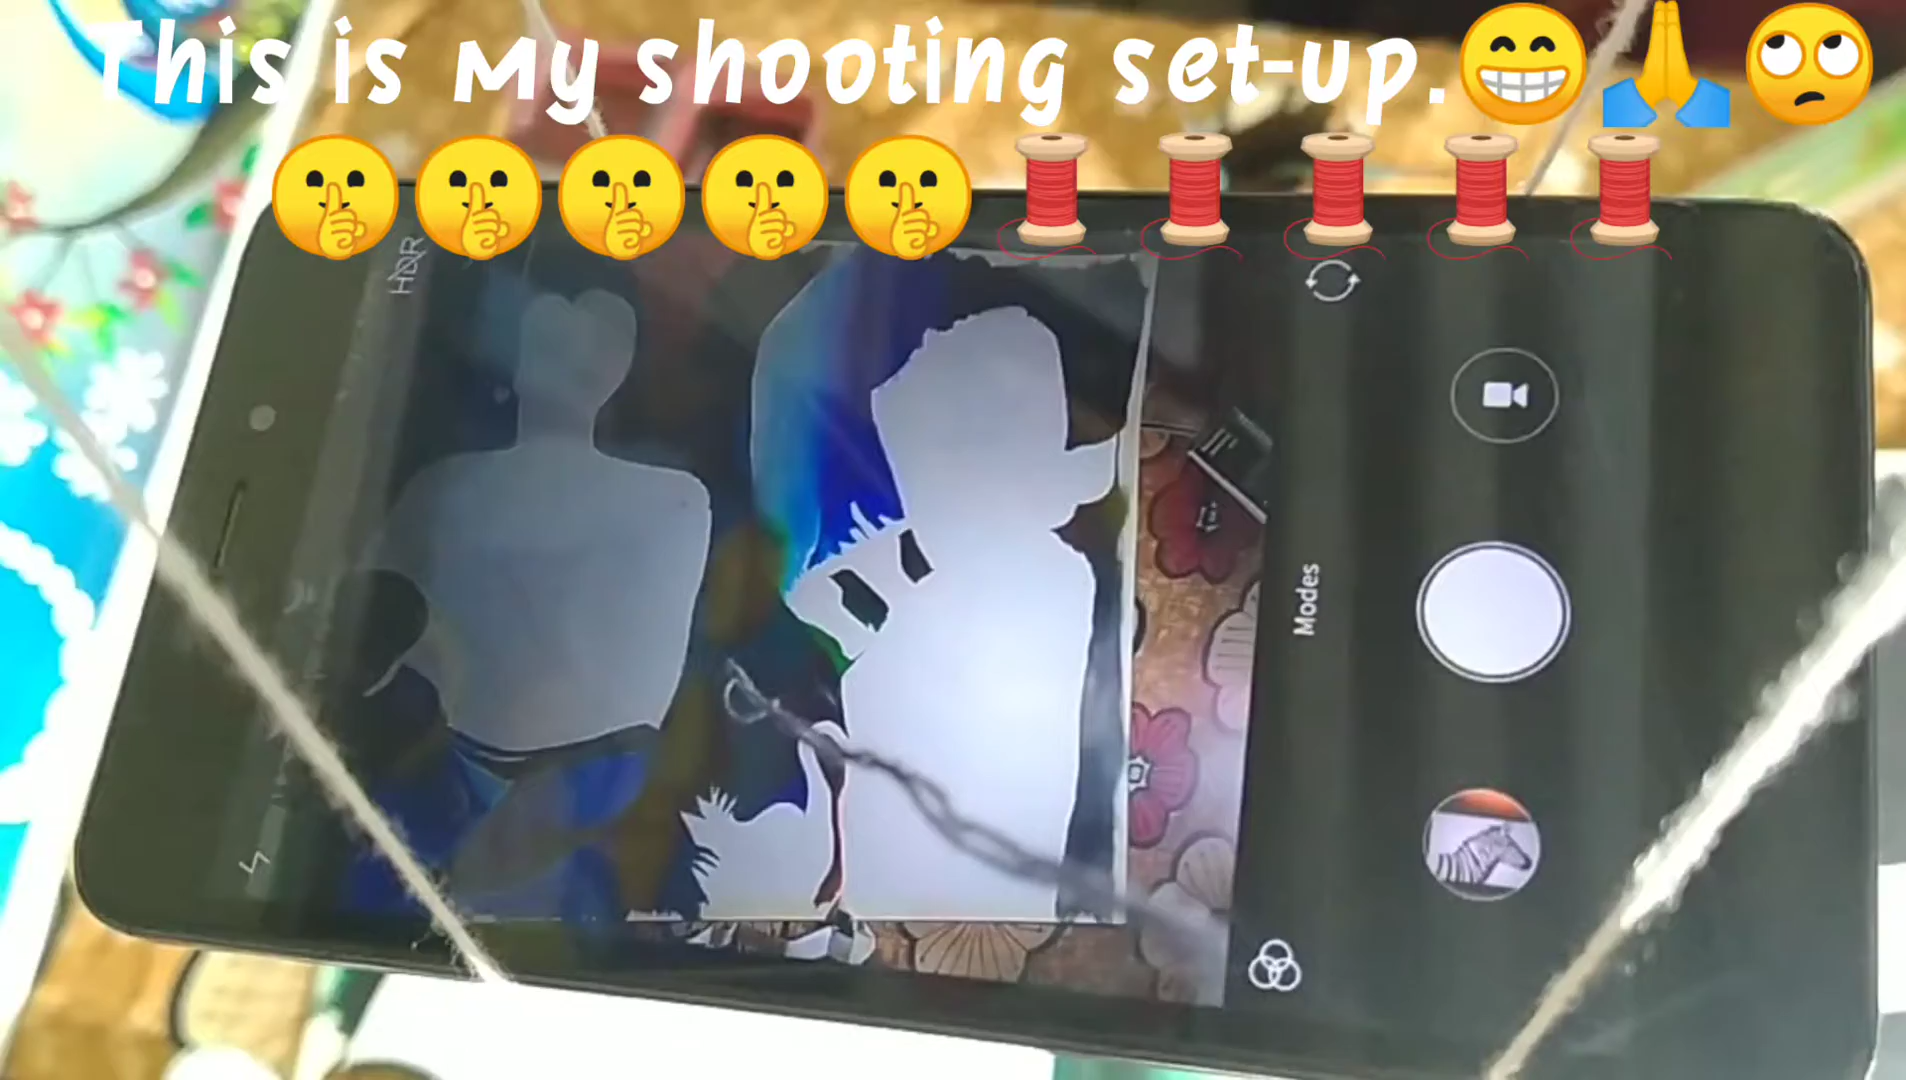 This is My shooting set-up.😁🙏🙄
🤫🤫🤫🤫🤫🧵🧵🧵🧵🧵
HDR
Modes